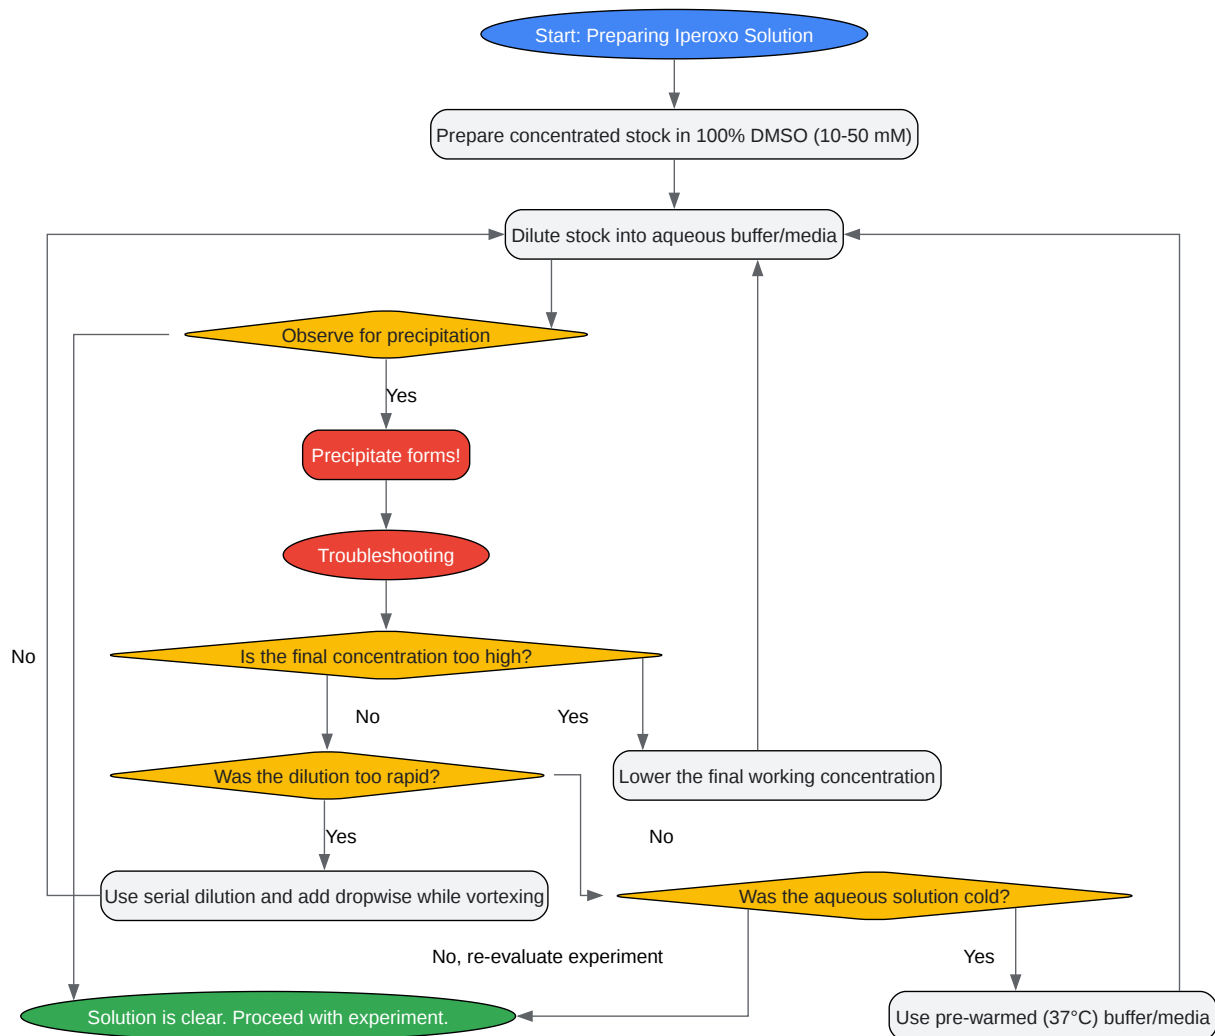 Start: Preparing Iperoxo Solution
Prepare concentrated stock in 100% DMSO (10-50 mM)
Dilute stock into aqueous buffer/media
Observe for precipitation
Yes
Precipitate forms!
Troubleshooting
Is the final concentration too high?
No
No
Yes
Was the dilution too rapid?
Lower the final working concentration
Yes
No
Use serial dilution and add dropwise while vortexing
Was the aqueous solution cold?
No, re-evaluate experiment
Yes
Solution is clear. Proceed with experiment.
Use pre-warmed (37°C) buffer/media